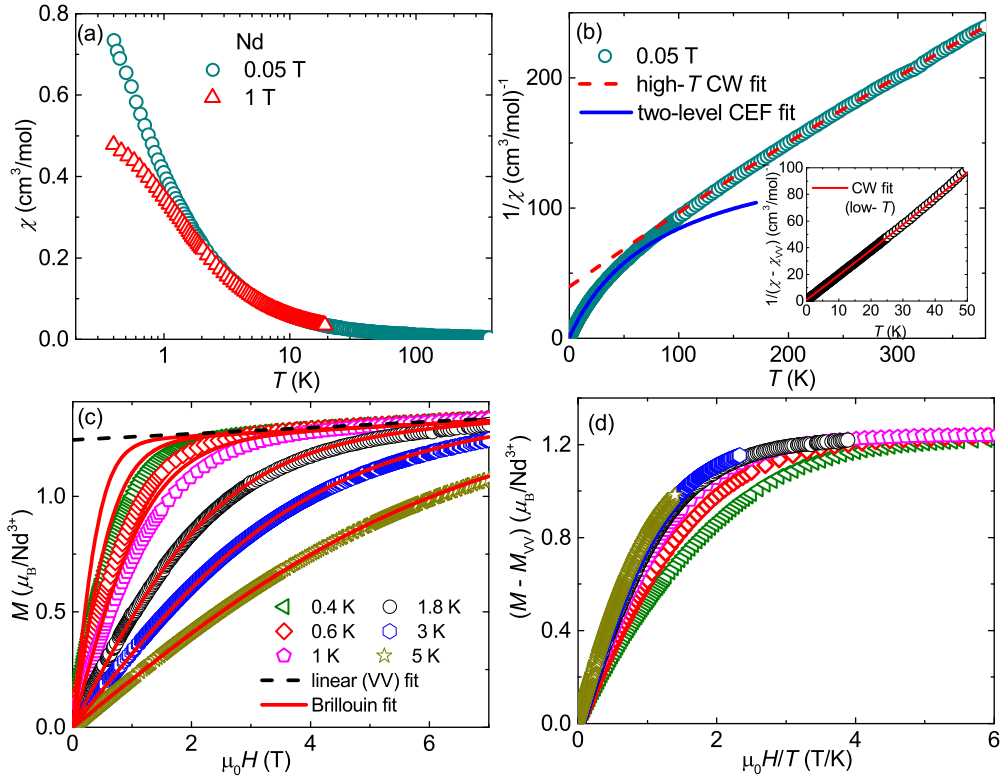 (a)
Nd
0.05 T
1 T
χ (cm³/mol)
0.8
0.6
0.4
0.2
0.0
1
10
100
T (K)
(b)
0.05 T
high-T CW fit
two-level CEF fit
1/χ (cm³/mol)⁻¹
200
100
0
0
100
200
300
T (K)
CW fit
(low- T)
1/(χ - χVV) (cm³/mol)⁻¹
100
80
60
40
20
0
0 10 20 30 40 50
T (K)
(c)
M (μB/Nd³⁺)
1.0
0.5
0.0
0.4 K
1.8 K
0.6 K
3 K
1 K
5 K
linear (VV) fit
Brillouin fit
0
2
4
6
μ₀H (T)
(d)
(M - MVV) (μB/Nd³⁺)
1.2
0.8
0.4
0.0
0
2
4
6
μ₀H/T (T/K)